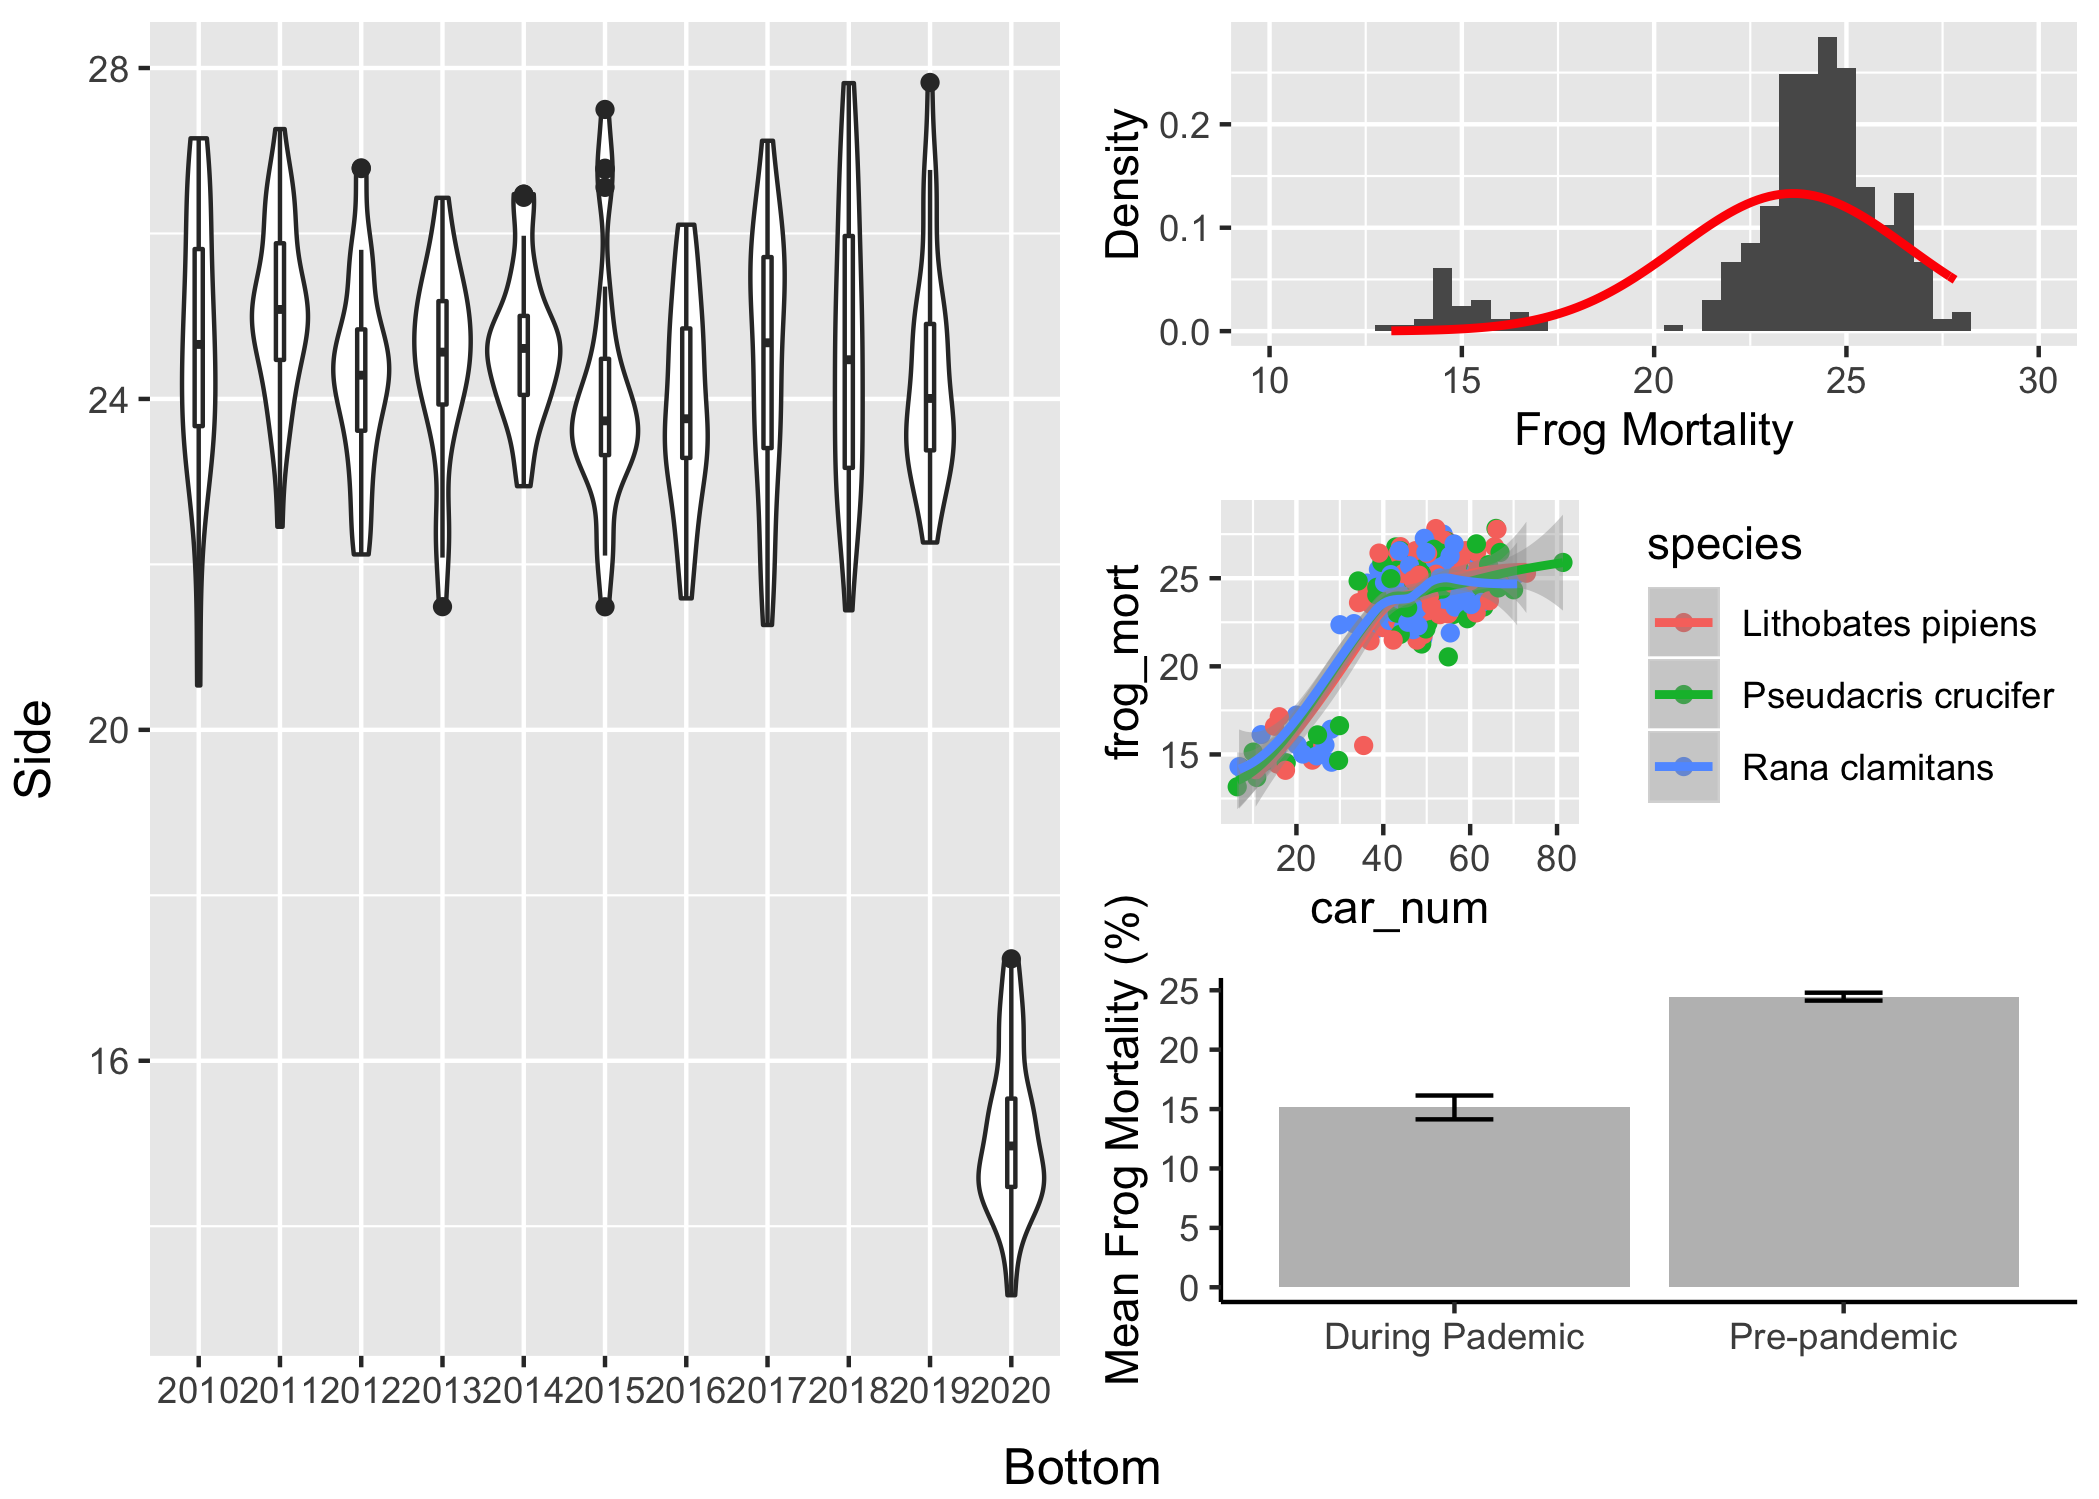 Side
28
24
20
16
2010 2011 2012 2013 2014 2015 2016 2017 2018 2019 2020
Bottom
Density
0.2
0.1
0.0
10 15 20 25 30
Frog Mortality
frog_mort
25
20
15
20 40 60 80
car_num
species
Lithobates pipiens
Pseudacris crucifer
Rana clamitans
Mean Frog Mortality (%)
25
20
15
10
5
0
During Pademic Pre-pandemic